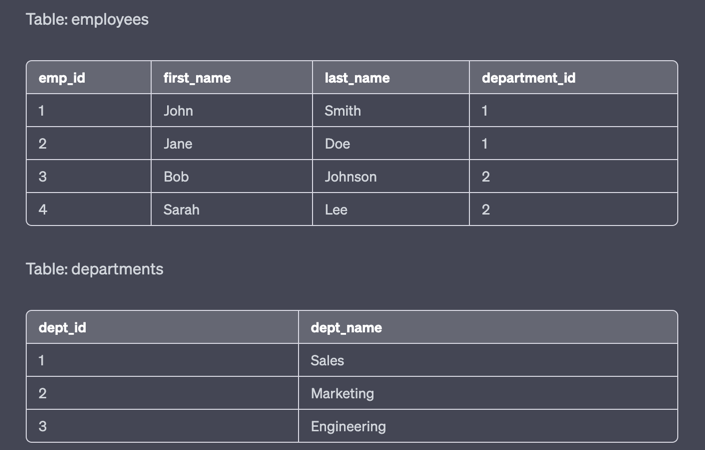 Table: employees
emp_id first_name last_name department_id
1 John Smith 1
2 Jane Doe 1
3 Bob Johnson 2
4 Sarah Lee 2
Table: departments
dept_id dept_name
1 Sales
2 Marketing
3 Engineering